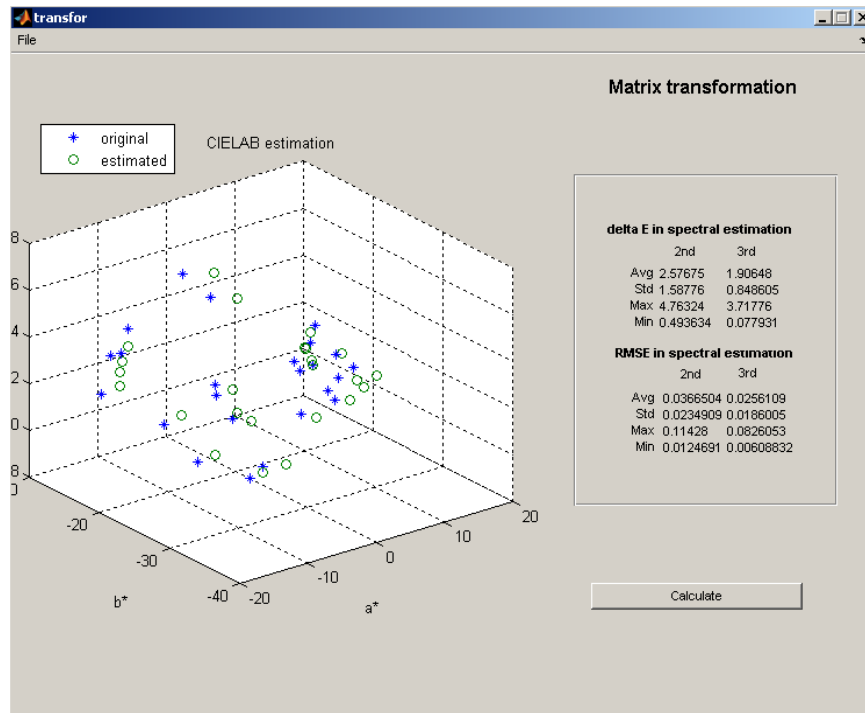 transfor
File
Matrix transformation
original
estimated
CIELAB estimation
8
6
4
2
0
8
-20
-30
-40
b*
-20
-10
0
10
20
a*
delta E in spectral estimation
2nd 3rd
Avg 2.57675 1.90648
Std 1.58776 0.848605
Max 4.76324 3.71776
Min 0.493634 0.077931
RMSE in spectral estimation
2nd 3rd
Avg 0.0366504 0.0256109
Std 0.0234909 0.0186005
Max 0.11428 0.0826053
Min 0.0124691 0.00608832
Calculate